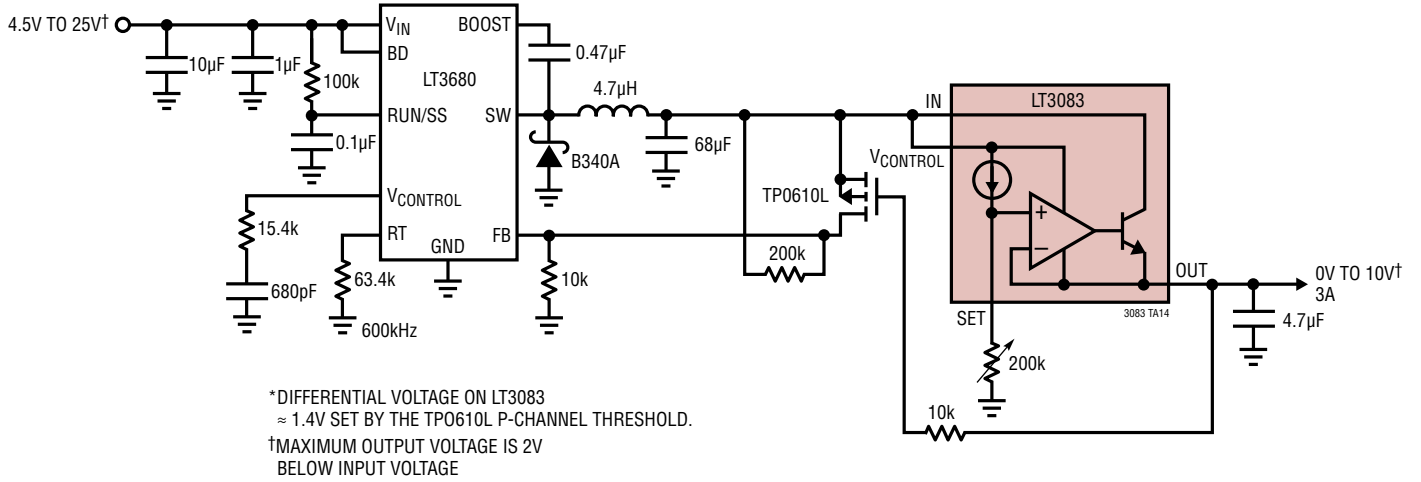 4.5V TO 25V†
10µF
1µF
100k
0.1µF
15.4k
680pF
VIN
BD
RUN/SS
VCONTROL
RT
GND
LT3680
BOOST
SW
FB
63.4k
600kHz
0.47µF
4.7µH
B340A
68µF
10k
200k
TP0610L
IN
VCONTROL
LT3083
+
−
OUT
SET
3083 TA14
200k
10k
0V TO 10V†
3A
4.7µF
*DIFFERENTIAL VOLTAGE ON LT3083
≈ 1.4V SET BY THE TP0610L P-CHANNEL THRESHOLD.
†MAXIMUM OUTPUT VOLTAGE IS 2V
BELOW INPUT VOLTAGE